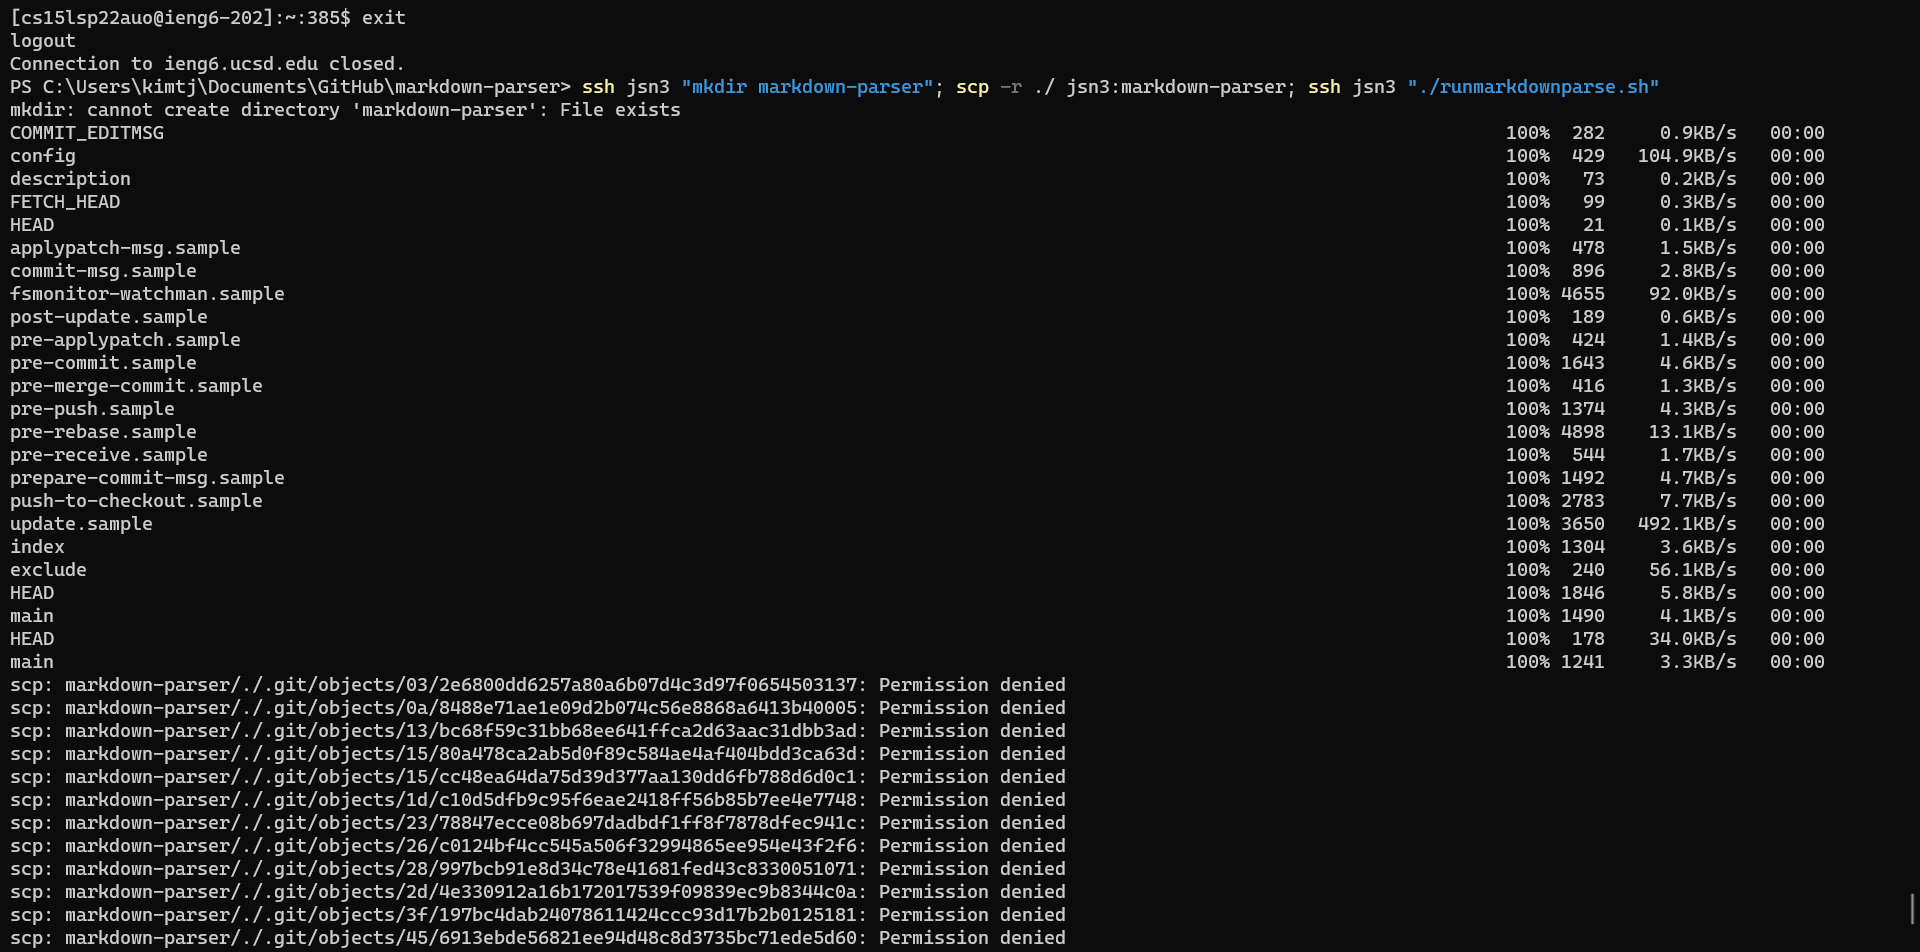 [cs15lsp22auo@ieng6-202]:~:385$ exit
logout
Connection to ieng6.ucsd.edu closed.
PS C:\Users\kimtj\Documents\GitHub\markdown-parser> ssh jsn3 "mkdir markdown-parser"; scp -r ./ jsn3:markdown-parser; ssh jsn3 "./runmarkdownparse.sh"
mkdir: cannot create directory 'markdown-parser': File exists
COMMIT_EDITMSG 100% 282 0.9KB/s 00:00
config 100% 429 104.9KB/s 00:00
description 100% 73 0.2KB/s 00:00
FETCH_HEAD 100% 99 0.3KB/s 00:00
HEAD 100% 21 0.1KB/s 00:00
applypatch-msg.sample 100% 478 1.5KB/s 00:00
commit-msg.sample 100% 896 2.8KB/s 00:00
fsmonitor-watchman.sample 100% 4655 92.0KB/s 00:00
post-update.sample 100% 189 0.6KB/s 00:00
pre-applypatch.sample 100% 424 1.4KB/s 00:00
pre-commit.sample 100% 1643 4.6KB/s 00:00
pre-merge-commit.sample 100% 416 1.3KB/s 00:00
pre-push.sample 100% 1374 4.3KB/s 00:00
pre-rebase.sample 100% 4898 13.1KB/s 00:00
pre-receive.sample 100% 544 1.7KB/s 00:00
prepare-commit-msg.sample 100% 1492 4.7KB/s 00:00
push-to-checkout.sample 100% 2783 7.7KB/s 00:00
update.sample 100% 3650 492.1KB/s 00:00
index 100% 1304 3.6KB/s 00:00
exclude 100% 240 56.1KB/s 00:00
HEAD 100% 1846 5.8KB/s 00:00
main 100% 1490 4.1KB/s 00:00
HEAD 100% 178 34.0KB/s 00:00
main 100% 1241 3.3KB/s 00:00
scp: markdown-parser/./.git/objects/03/2e6800dd6257a80a6b07d4c3d97f0654503137: Permission denied
scp: markdown-parser/./.git/objects/0a/8488e71ae1e09d2b074c56e8868a6413b40005: Permission denied
scp: markdown-parser/./.git/objects/13/bc68f59c31bb68ee641ffca2d63aac31dbb3ad: Permission denied
scp: markdown-parser/./.git/objects/15/80a478ca2ab5d0f89c584ae4af404bdd3ca63d: Permission denied
scp: markdown-parser/./.git/objects/15/cc48ea64da75d39d377aa130dd6fb788d6d0c1: Permission denied
scp: markdown-parser/./.git/objects/1d/c10d5dfb9c95f6eae2418ff56b85b7ee4e7748: Permission denied
scp: markdown-parser/./.git/objects/23/78847ecce08b697dadbdf1ff8f7878dfec941c: Permission denied
scp: markdown-parser/./.git/objects/26/c0124bf4cc545a506f32994865ee954e43f2f6: Permission denied
scp: markdown-parser/./.git/objects/28/997bcb91e8d34c78e41681fed43c8330051071: Permission denied
scp: markdown-parser/./.git/objects/2d/4e330912a16b172017539f09839ec9b8344c0a: Permission denied
scp: markdown-parser/./.git/objects/3f/197bc4dab24078611424ccc93d17b2b0125181: Permission denied
scp: markdown-parser/./.git/objects/45/6913ebde56821ee94d48c8d3735bc71ede5d60: Permission denied